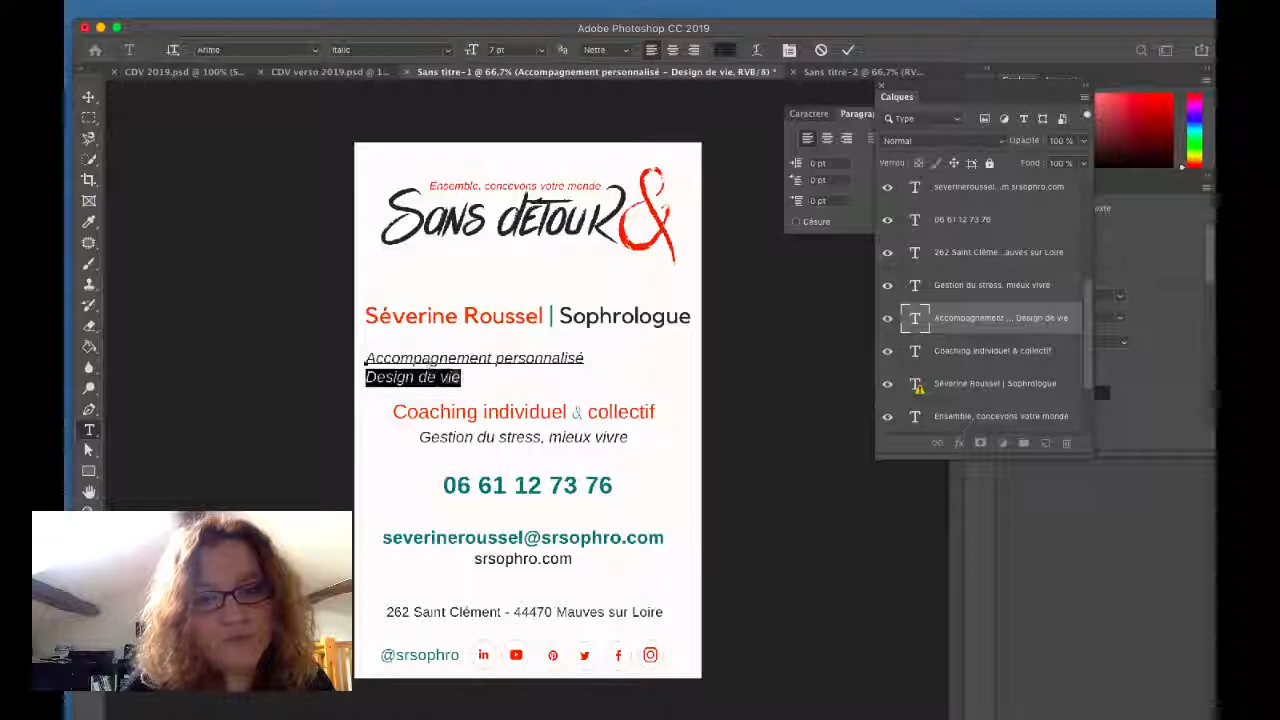 Adobe Photoshop CC 2019
Arimo
Italic
7 pt
Nette
CDV 2019.psd @ 100% (S...
CDV verso 2019.psd @ 1...
Sans titre-1 @ 66,7% (Accompagnement personnalisé – Design de vie, RVB/8) *
Sans titre-2 @ 66,7% (RV...
Calques
Caractère
Paragra
Type
Normal
Opacité
100 %
Verrou
Fond
100 %
0 pt
0 pt
0 pt
Césure
severineroussel. ..m srsophro.com
06 61 12 73 76
262 Saint Cléme...auves sur Loire
Gestion du stress, mieux vivre
Accompagnement ... Design de vie
Coaching individuel & collectif
Séverine Roussel | Sophrologue
Ensemble, concevons votre monde
Ensemble, concevons votre monde
Sans détour &
Séverine Roussel | Sophrologue
Accompagnement personnalisé
Design de vie
Coaching individuel & collectif
Gestion du stress, mieux vivre
06 61 12 73 76
severineroussel@srsophro.com
srsophro.com
262 Saint Clément - 44470 Mauves sur Loire
@srsophro